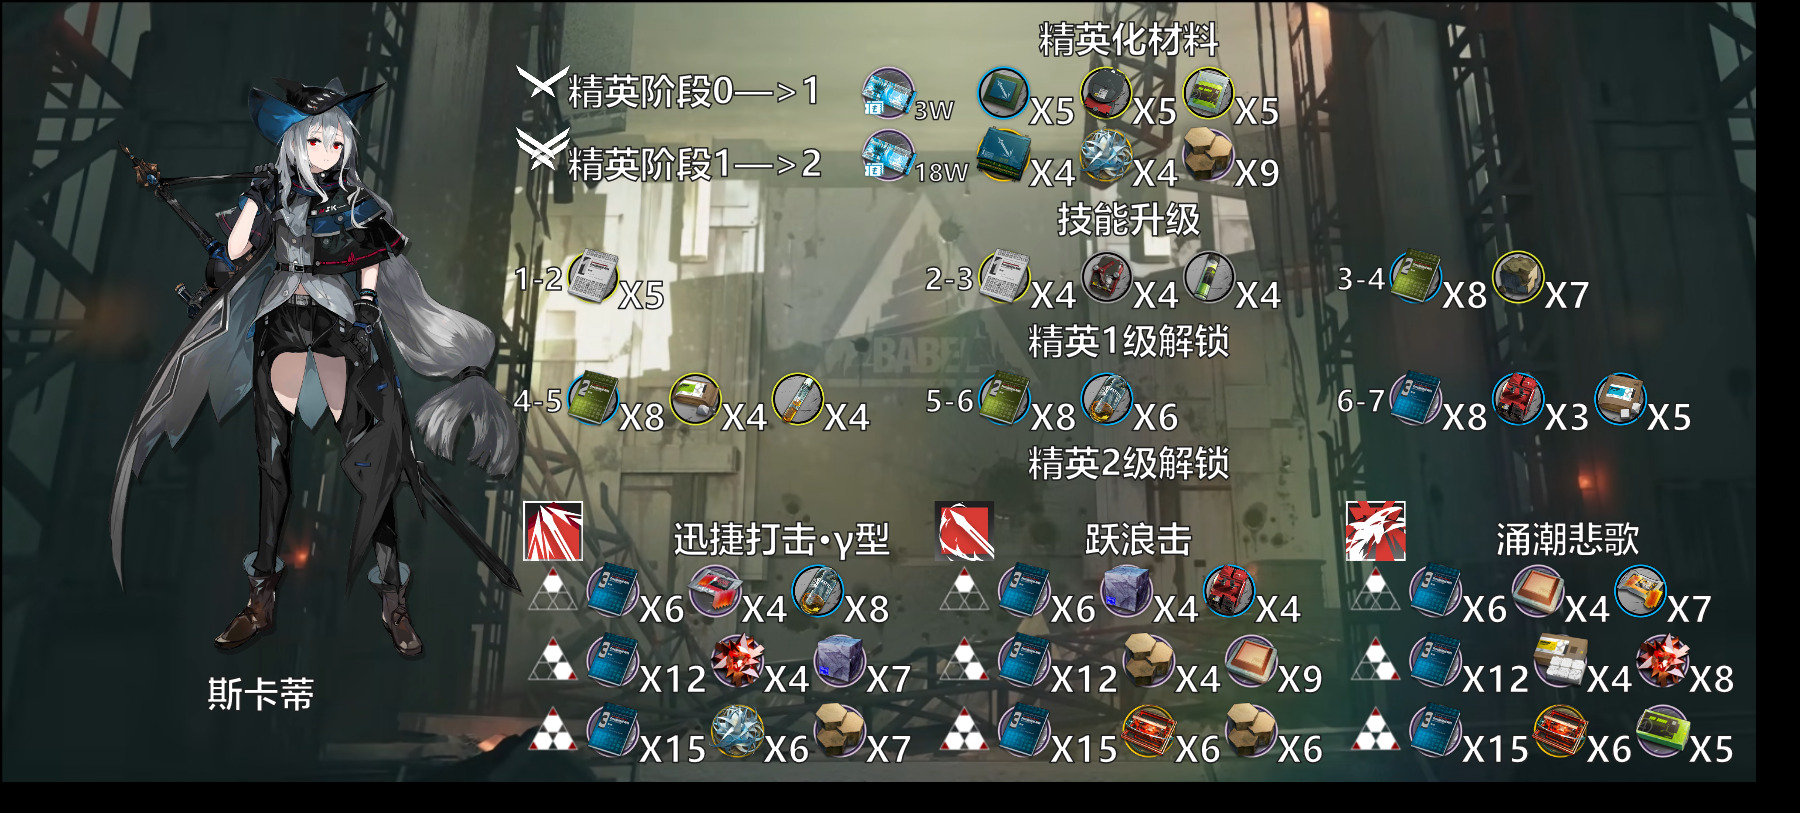 精英化材料
精英阶段0—>1 3W X5 X5 X5
精英阶段1—>2 18W X4 X4 X9
技能升级
1-2 X5 2-3 X4 X4 X4 3-4 X8 X7
精英1级解锁
BABEL
4-5 X8 X4 X4 5-6 X8 X6 6-7 X8 X3 X5
精英2级解锁
迅捷打击·γ型 跃浪击 涌潮悲歌
X6 X4 X8 X6 X4 X4 X6 X4 X7
X12 X4 X7 X12 X4 X9 X12 X4 X8
斯卡蒂
X15 X6 X7 X15 X6 X6 X15 X6 X5